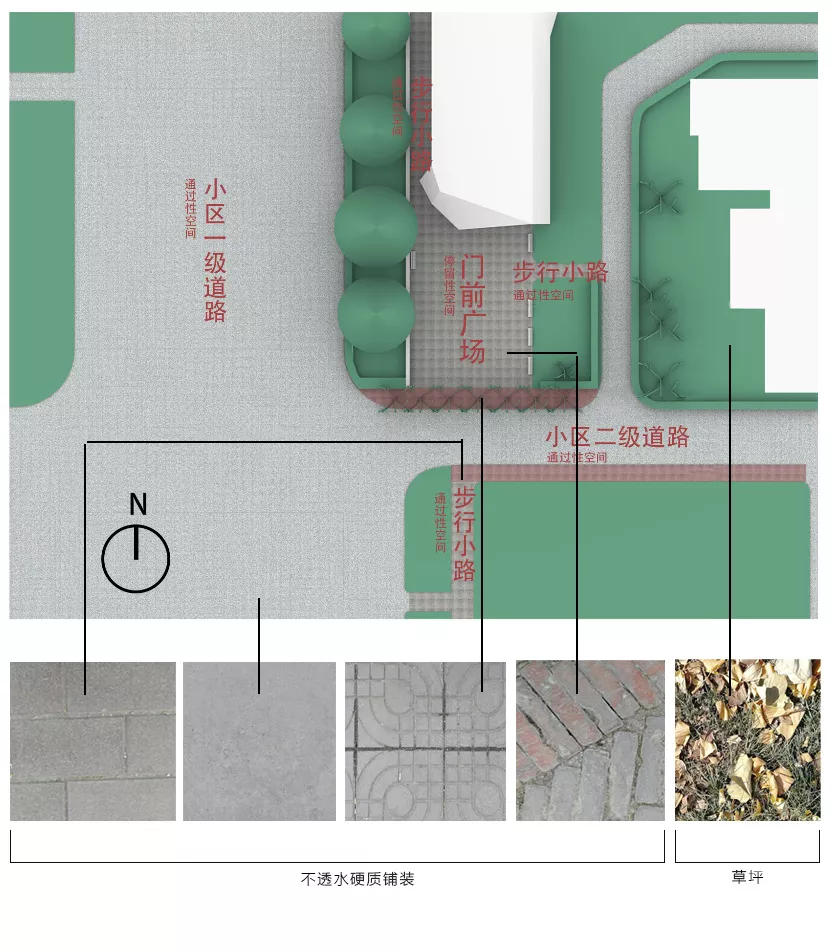 步行小路
通过性空间
小区一级道路
通过性空间
门前广场
停留性空间
步行小路
通过性空间
小区二级道路
通过性空间
步行小路
通过性空间
N
不透水硬质铺装
草坪